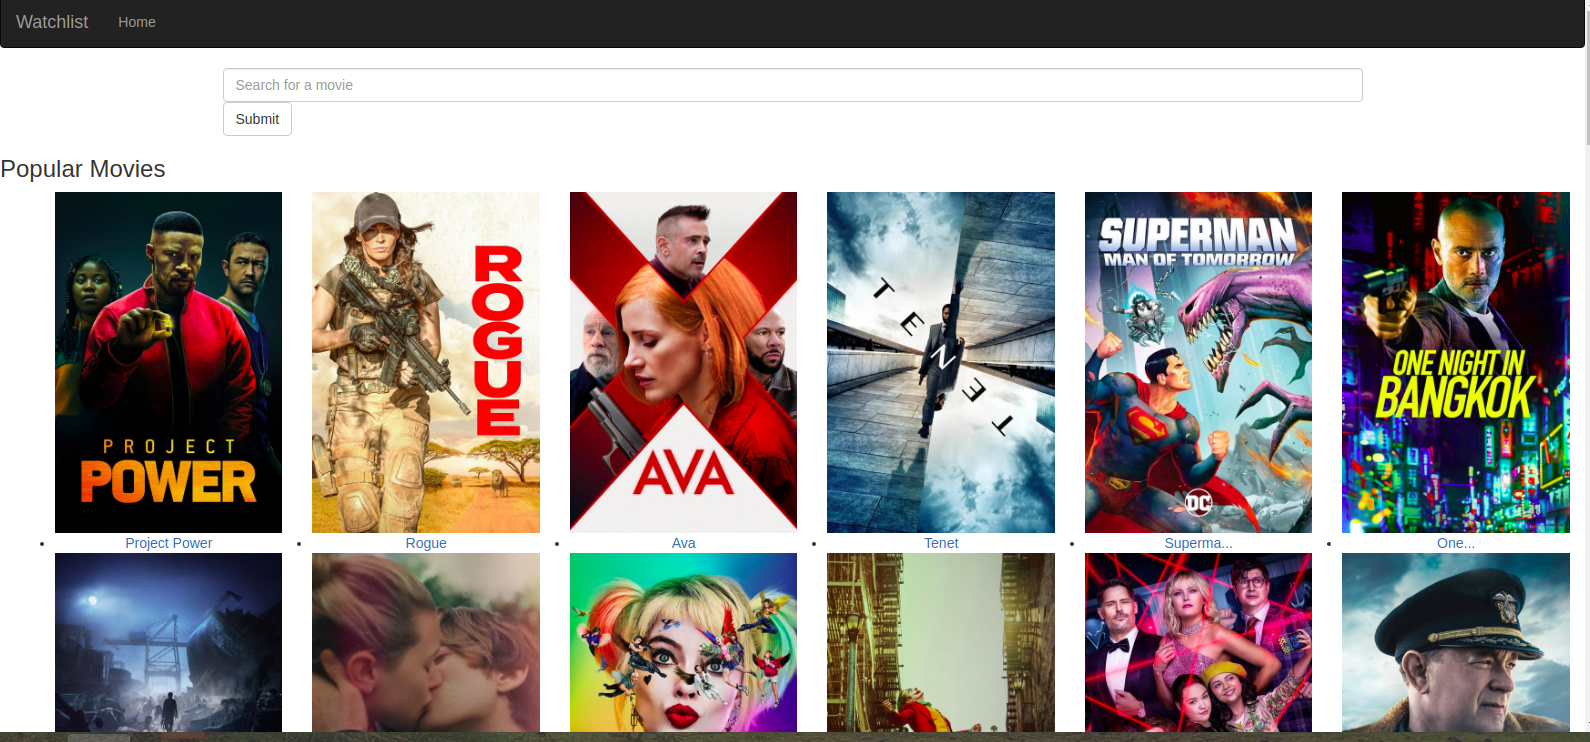 Watchlist Home
Search for a movie
Submit
Popular Movies
PROJECT
POWER
ROGUE
AVA
TENET
SUPERMAN
MAN OF TOMORROW
DC
ONE NIGHT IN
BANGKOK
Project Power
Rogue
Ava
Tenet
Superma...
One...